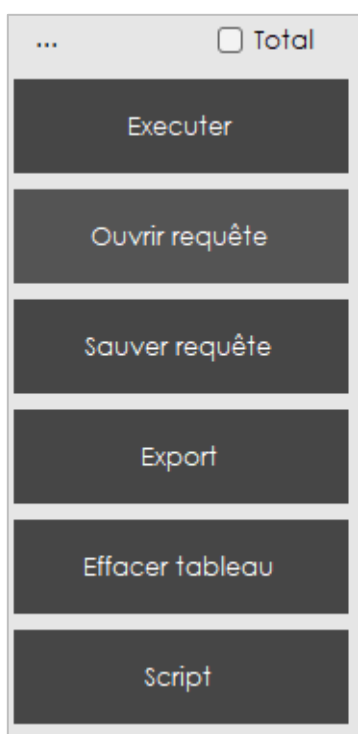 ... Total
Executer
Ouvrir requête
Sauver requête
Export
Effacer tableau
Script